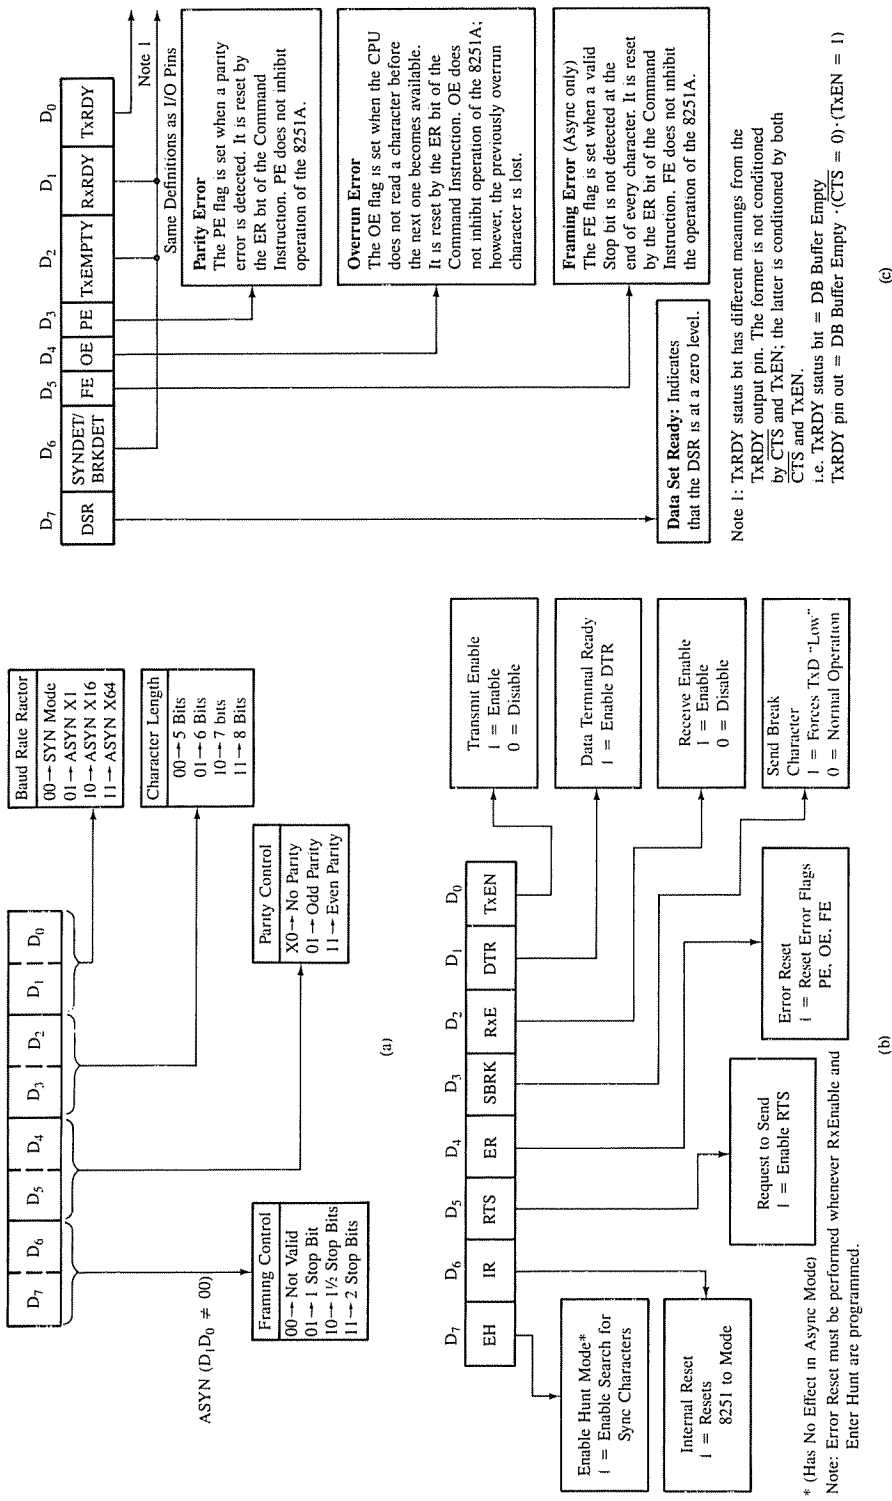 D₇ D₆ D₅ D₄ D₃ D₂ D₁ D₀
Baud Rate Ractor
00→SYN Mode
01→ASYN X1
10→ASYN X16
11→ASYN X64
Character Length
00→5 Bits
01→6 Bits
10→7 bits
11→8 Bits
Parity Control
X0→No Parity
01→Odd Parity
11→Even Parity
Framing Control
00→Not Valid
01→1 Stop Bit
10→1½ Stop Bits
11→2 Stop Bits
ASYN (D₁D₀ ≠ 00)
(a)
D₇ D₆ D₅ D₄ D₃ D₂ D₁ D₀
EH IR RTS ER SBRK RxE DTR TxEN
Transmit Enable
1 = Enable
0 = Disable
Data Terminal Ready
1 = Enable DTR
Receive Enable
1 = Enable
0 = Disable
Send Break
Character
1 = Forces TxD "Low"
0 = Normal Operation
Error Reset
1 = Reset Error Flags
PE, OE, FE
Request to Send
1 = Enable RTS
Enable Hunt Mode*
1 = Enable Search for
Sync Characters
Internal Reset
1 = Resets
8251 to Mode
* (Has No Effect in Async Mode)
Note: Error Reset must be performed whenever RxEnable and
Enter Hunt are programmed.
(b)
D₇ D₆ D₅ D₄ D₃ D₂ D₁ D₀
DSR SYNDET/ FE OE PE TxEMPTY RxRDY TxRDY
BRKDET
Note 1
Same Definitions as I/O Pins
Parity Error
The PE flag is set when a parity
error is detected. It is reset by
the ER bit of the Command
Instruction. PE does not inhibit
operation of the 8251A.
Overrun Error
The OE flag is set when the CPU
does not read a character before
the next one becomes available.
It is reset by the ER bit of the
Command Instruction. OE does
not inhibit operation of the 8251A;
however, the previously overrun
character is lost.
Framing Error (Async only)
The FE flag is set when a valid
Stop bit is not detected at the
end of every character. It is reset
by the ER bit of the Command
Instruction. FE does not inhibit
the operation of the 8251A.
Data Set Ready: Indicates
that the DSR is at a zero level.
Note 1: TxRDY status bit has different meanings from the
TxRDY output pin. The former is not conditioned
by C̅T̅S̅ and TxEN; the latter is conditioned by both
C̅T̅S̅ and TxEN.
i.e. TxRDY status bit = DB Buffer Empty
TxRDY pin out = DB Buffer Empty ·(C̅T̅S̅ = 0)·(TxEN = 1)
(c)